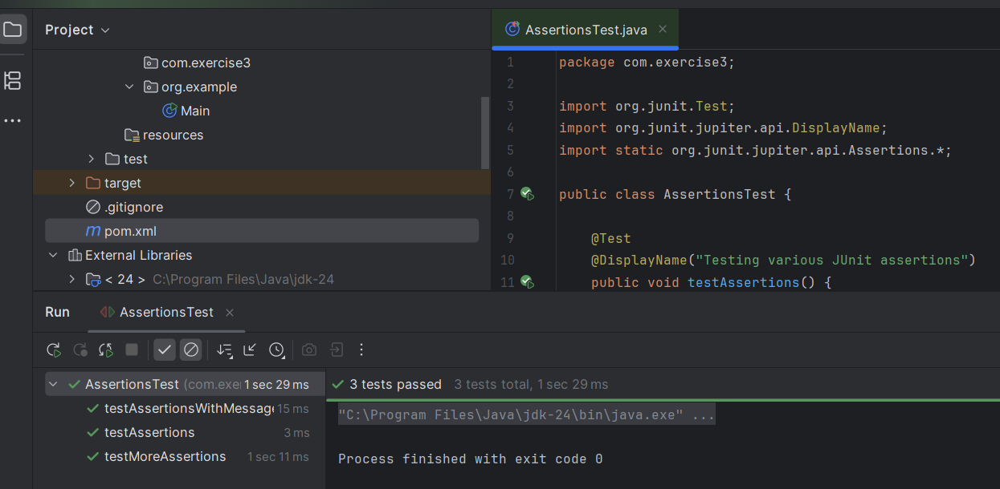 Project
com.exercise3
org.example
Main
resources
test
target
.gitignore
pom.xml
External Libraries
< 24 > C:\Program Files\Java\jdk-24
AssertionsTest.java
1 package com.exercise3;
2
3 import org.junit.Test;
4 import org.junit.jupiter.api.DisplayName;
5 import static org.junit.jupiter.api.Assertions.*;
6
7 public class AssertionsTest {
8
9 @Test
10 @DisplayName("Testing various JUnit assertions")
11 public void testAssertions() {
Run AssertionsTest
AssertionsTest (com.exe 1 sec 29 ms
testAssertionsWithMessage 15 ms
testAssertions 3 ms
testMoreAssertions 1 sec 11 ms
3 tests passed 3 tests total, 1 sec 29 ms
"C:\Program Files\Java\jdk-24\bin\java.exe" ...
Process finished with exit code 0